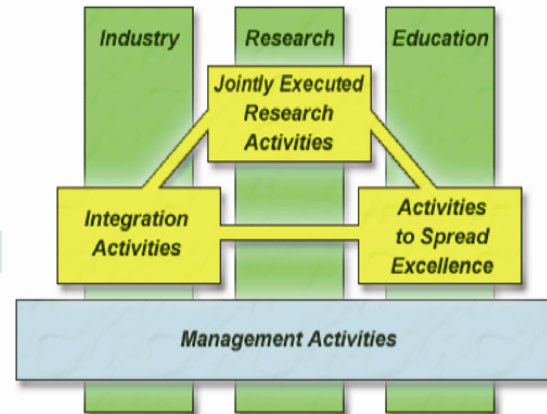 Industry
Research
Education
Jointly Executed
Research
Activities
Integration
Activities
Activities
to Spread
Excellence
Management Activities